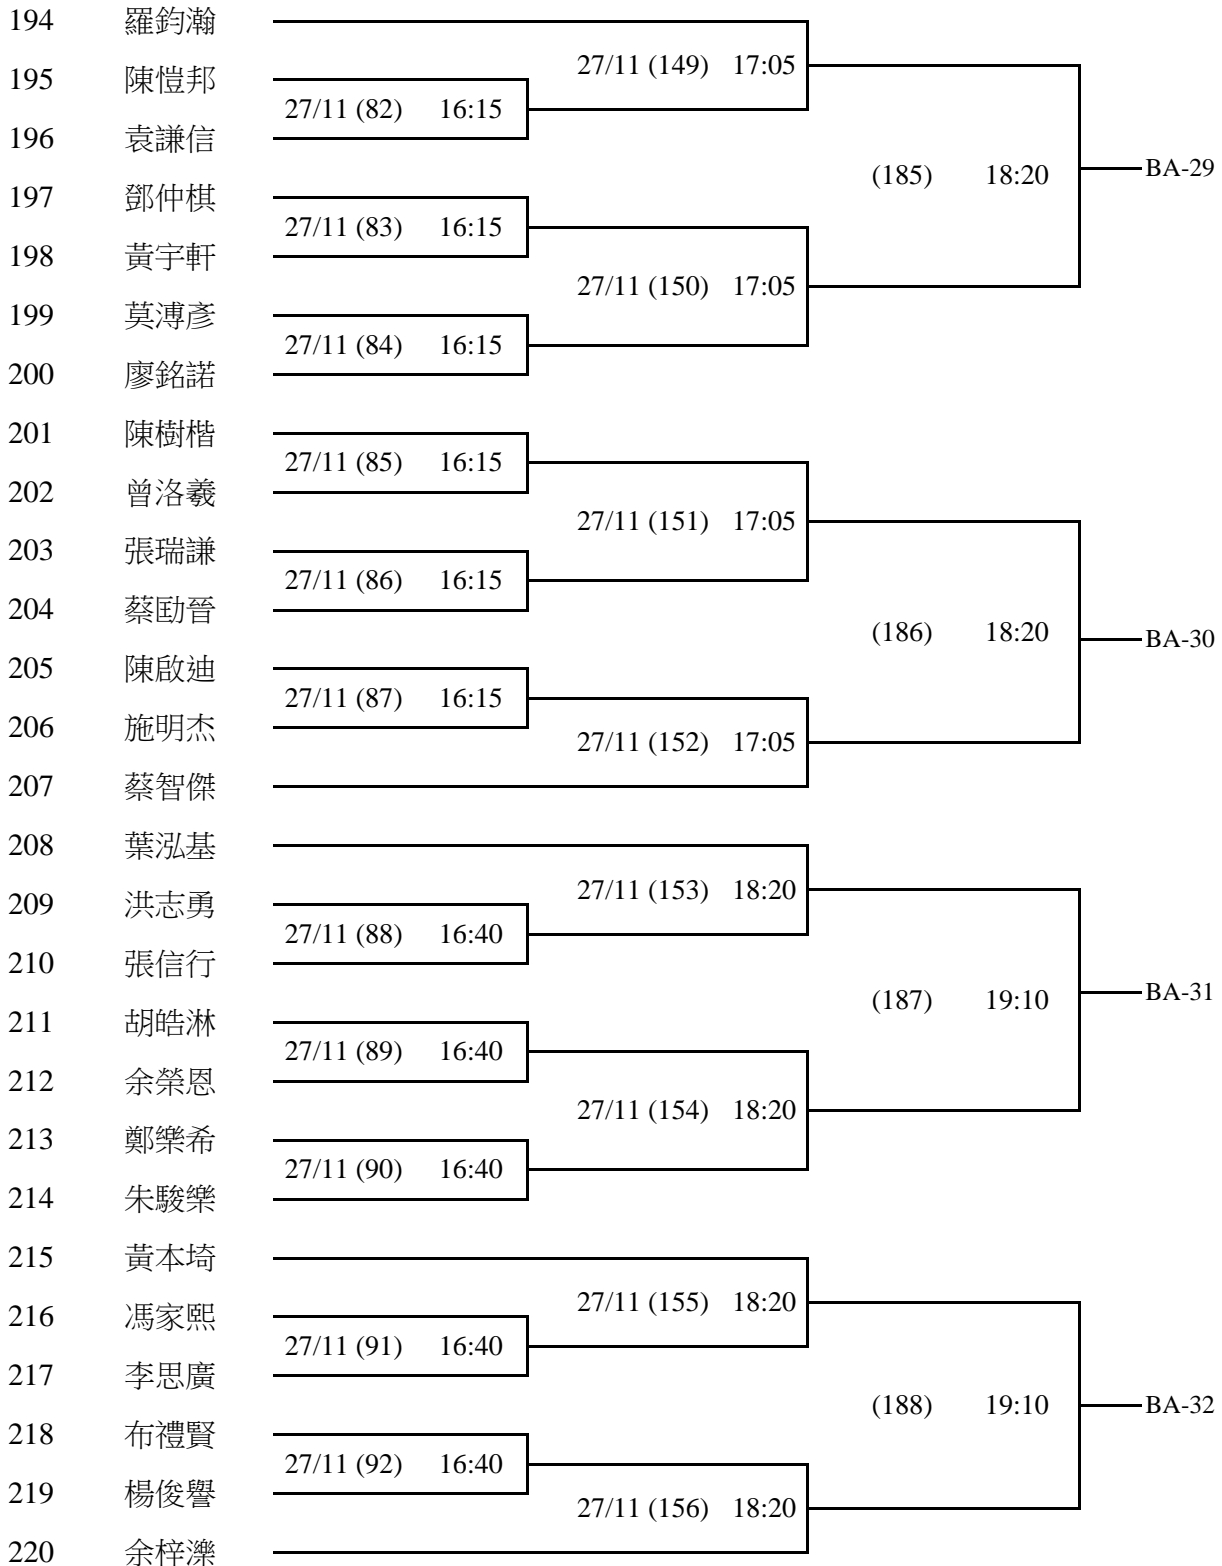 194 羅鈞瀚
27/11 (149) 17:05
195 陳愷邦
27/11 (82) 16:15
196 袁謙信
(185) 18:20 BA-29
197 鄧仲棋
27/11 (83) 16:15
198 黃宇軒
27/11 (150) 17:05
199 莫溥彥
27/11 (84) 16:15
200 廖銘諾
201 陳樹楷
27/11 (85) 16:15
202 曾洛羲
27/11 (151) 17:05
203 張瑞謙
27/11 (86) 16:15
204 蔡劻晉
(186) 18:20 BA-30
205 陳啟迪
27/11 (87) 16:15
206 施明杰
27/11 (152) 17:05
207 蔡智傑
208 葉泓基
27/11 (153) 18:20
209 洪志勇
27/11 (88) 16:40
210 張信行
(187) 19:10 BA-31
211 胡皓淋
27/11 (89) 16:40
212 余榮恩
27/11 (154) 18:20
213 鄭樂希
27/11 (90) 16:40
214 朱駿樂
215 黃本埼
27/11 (155) 18:20
216 馮家熙
27/11 (91) 16:40
217 李思廣
(188) 19:10 BA-32
218 布禮賢
27/11 (92) 16:40
219 楊俊譽
27/11 (156) 18:20
220 余梓濼